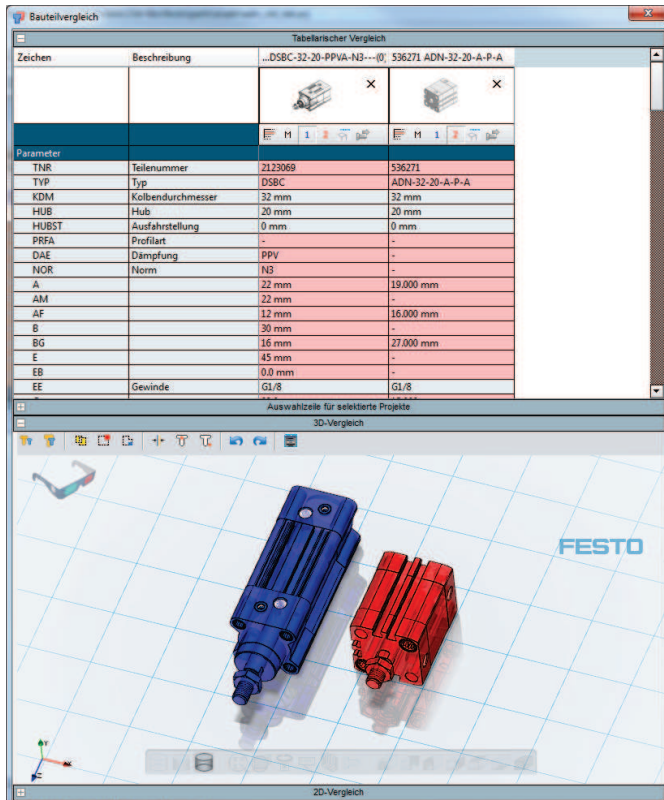 Bauteilvergleich
Tabellarischer Vergleich
Zeichen Beschreibung ...DSBC-32-20-PPVA-N3---(0) 536271 ADN-32-20-A-P-A
M 1 2 M 1 2
Parameter
TNR Teilenummer 2123069 536271
TYP Typ DSBC ADN-32-20-A-P-A
KDM Kolbendurchmesser 32 mm 32 mm
HUB Hub 20 mm 20 mm
HUBST Ausfahrstellung 0 mm 0 mm
PRFA Profilart - -
DAE Dämpfung PPV -
NOR Norm N3 -
A 22 mm 19.000 mm
AM 22 mm -
AF 12 mm 16.000 mm
B 30 mm -
BG 16 mm 27.000 mm
E 45 mm -
EB 0.0 mm -
EE Gewinde G1/8 G1/8
Auswahlzeile für selektierte Projekte
3D-Vergleich
FESTO
2D-Vergleich